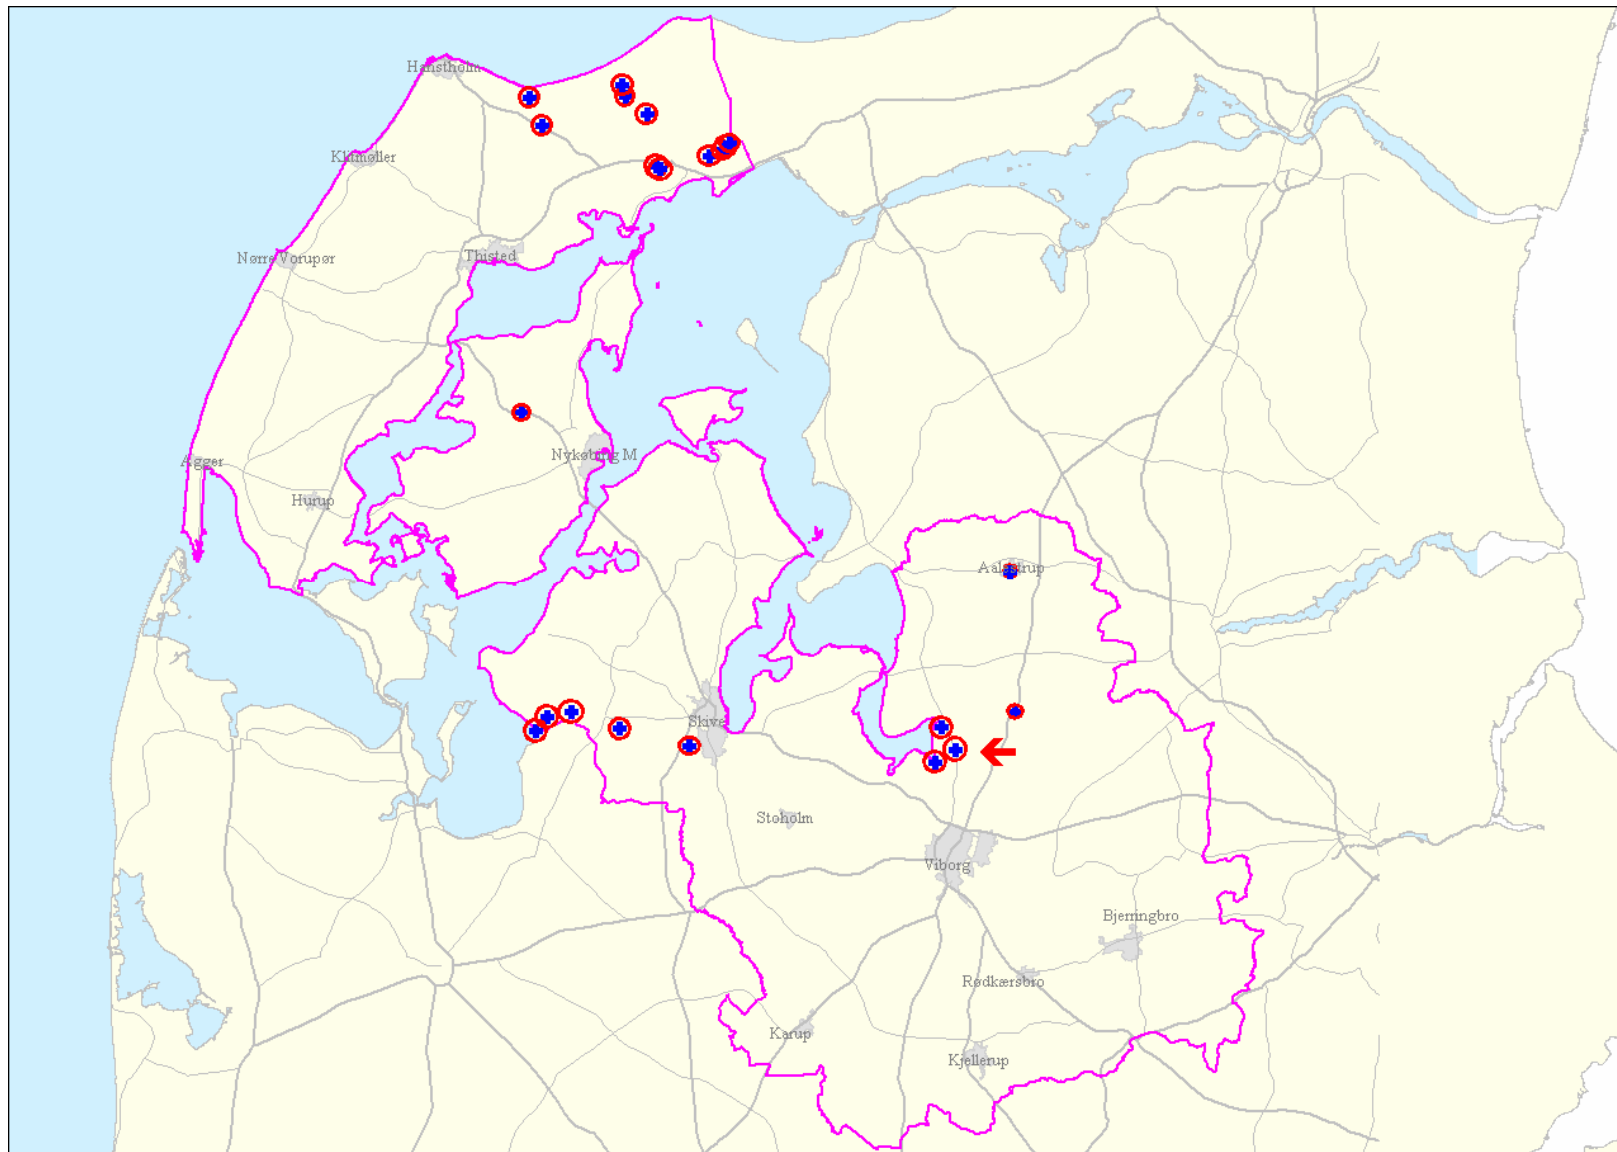 Hanstholm
Klitmøller
Nørre Vorupør
Thisted
Nykøbing M
Agger
Hurup
Aalestrup
Skive
Stoholm
Viborg
Bjerringbro
Rødkærsbro
Karup
Kjellerup